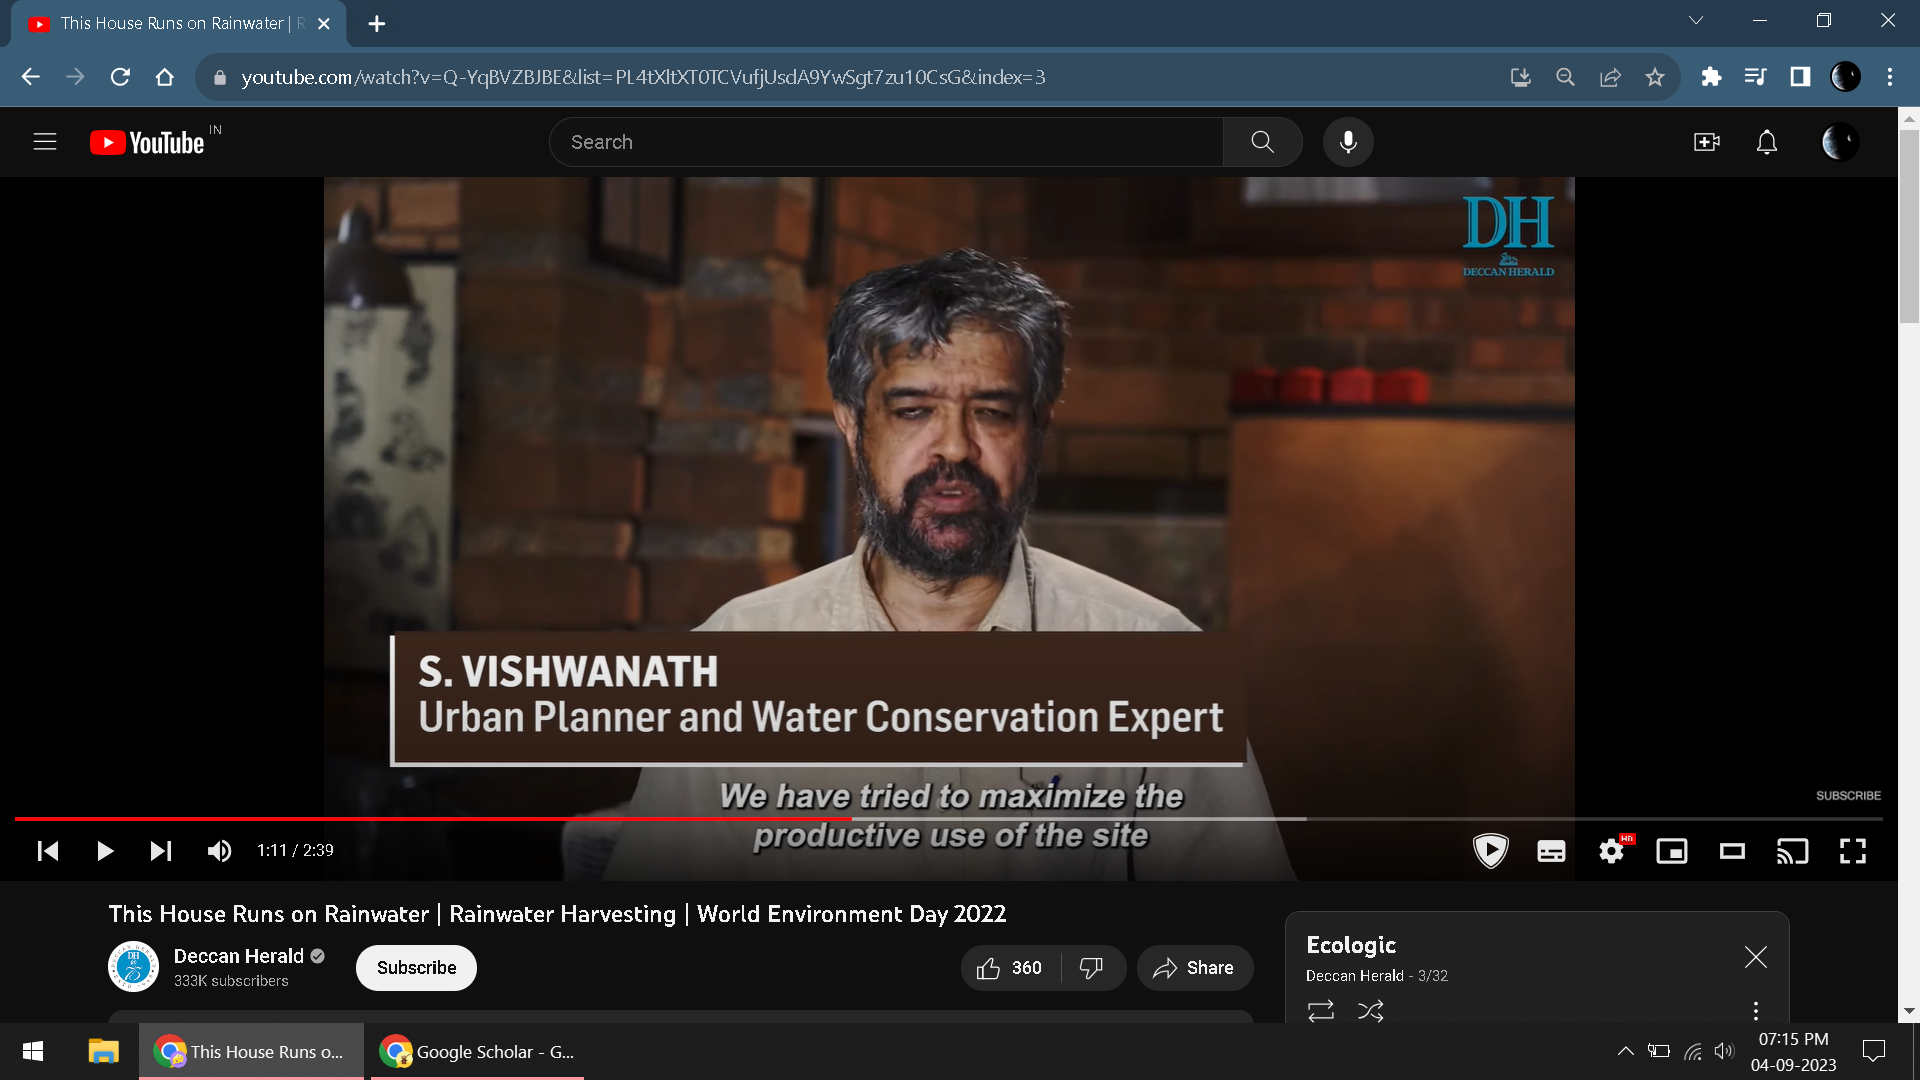 This House Runs on Rainwater | R
youtube.com/watch?v=Q-YqBVZBJBE&list=PL4tXltXT0TCVufjUsdA9YwSgt7zu10CsG&index=3
YouTube IN
Search
DH
DECCAN HERALD
S. VISHWANATH
Urban Planner and Water Conservation Expert
We have tried to maximize the
productive use of the site
SUBSCRIBE
1:11 / 2:39
HD
This House Runs on Rainwater | Rainwater Harvesting | World Environment Day 2022
Deccan Herald
333K subscribers
Subscribe
360
Share
Ecologic
Deccan Herald - 3/32
This House Runs o...
Google Scholar - G...
07:15 PM
04-09-2023